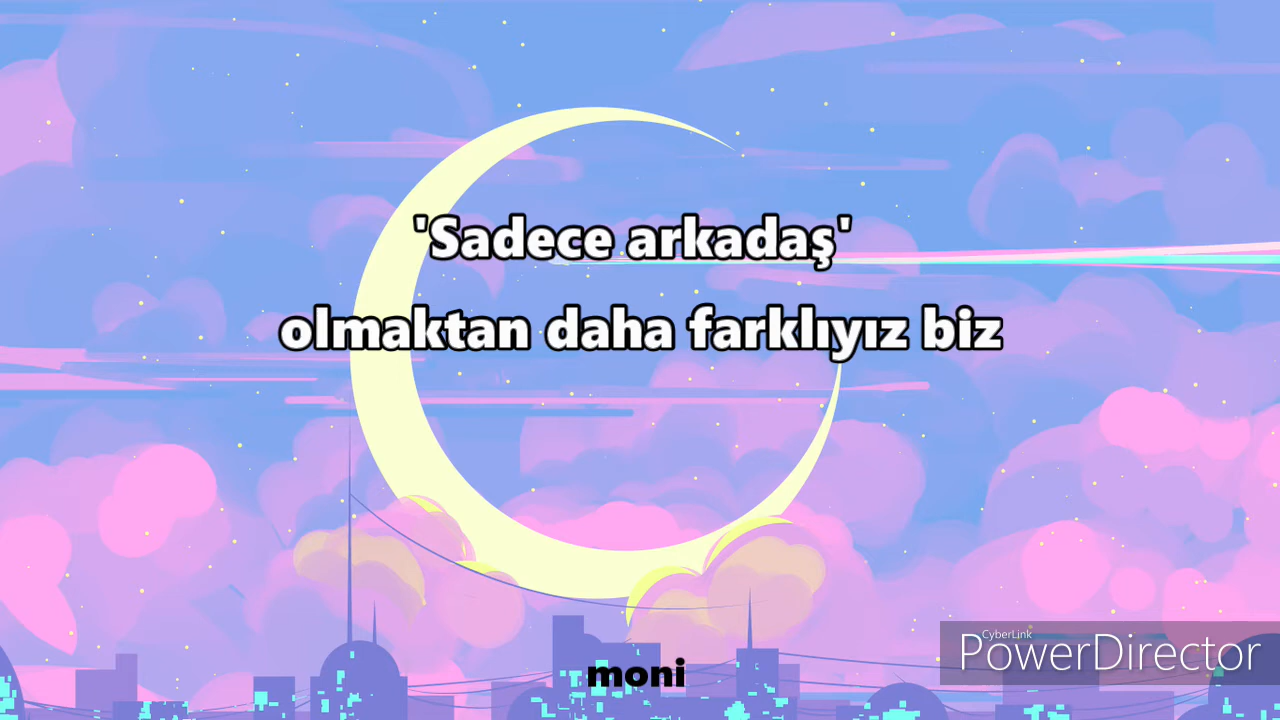 'Sadece arkadaş'
olmaktan daha farklıyız biz
CyberLink
PowerDirector
moni